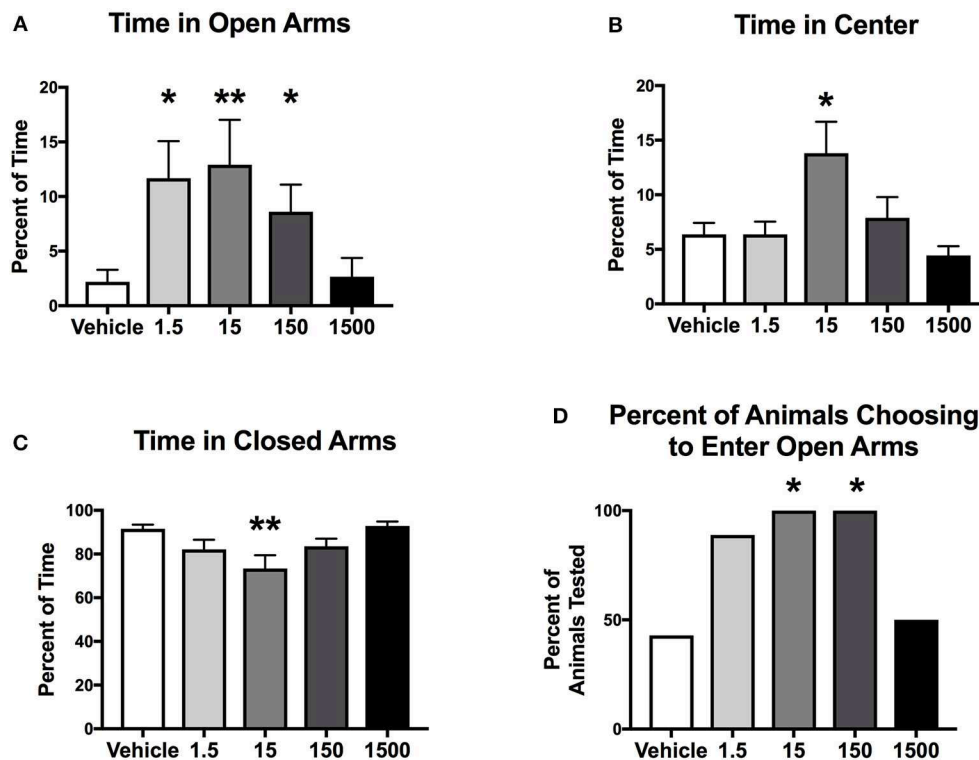 A
Time in Open Arms
Percent of Time
20
15
10
5
0
* ** *
Vehicle 1.5 15 150 1500
B
Time in Center
Percent of Time
20
15
10
5
0
*
Vehicle 1.5 15 150 1500
C
Time in Closed Arms
Percent of Time
100
80
60
40
20
0
**
Vehicle 1.5 15 150 1500
D
Percent of Animals Choosing
to Enter Open Arms
Percent of
Animals Tested
100
50
0
* *
Vehicle 1.5 15 150 1500